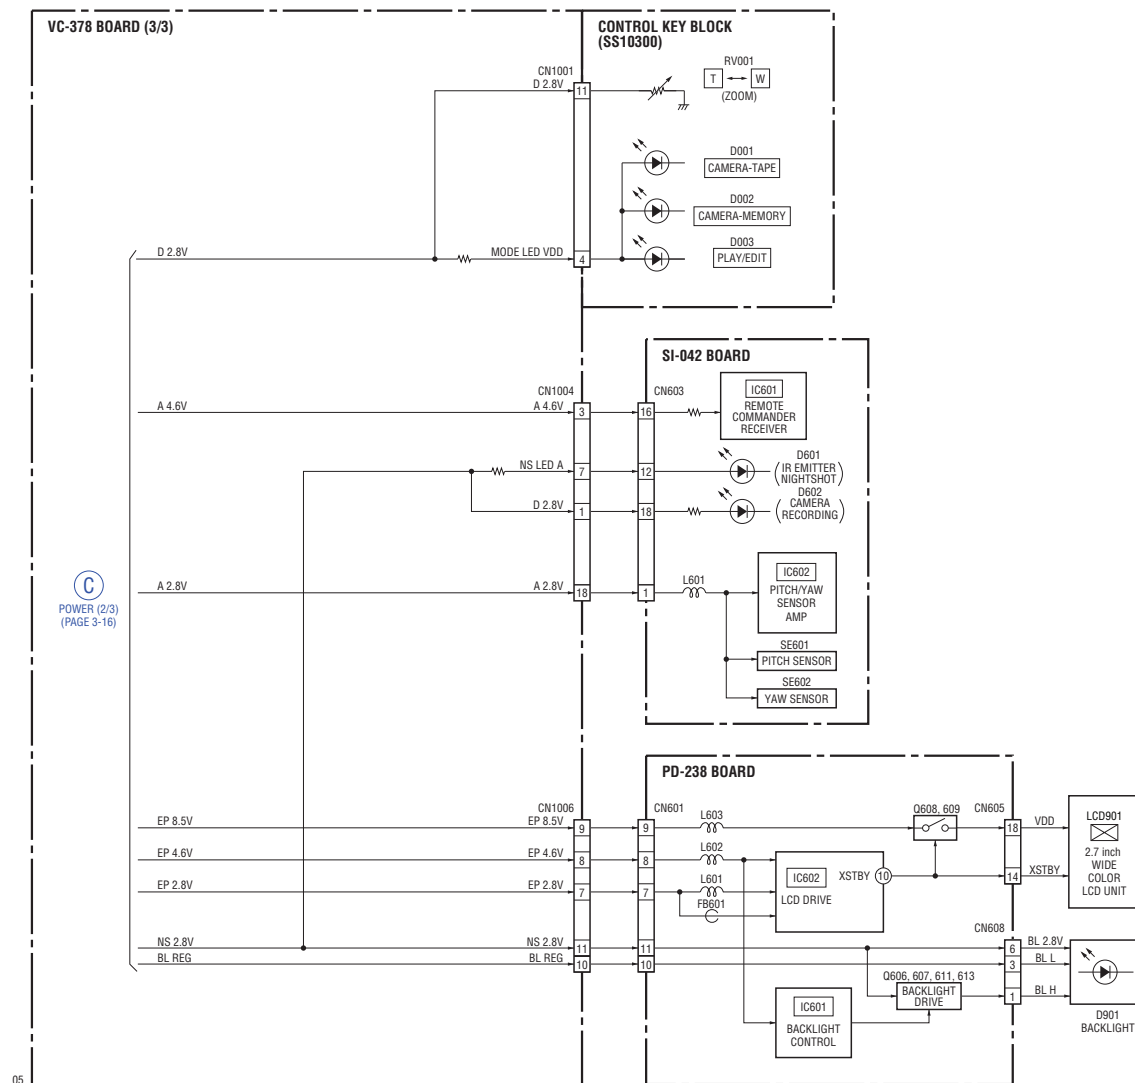 VC-378 BOARD (3/3)
CONTROL KEY BLOCK
(SS10300)
CN1001
D 2.8V
11
RV001
T
W
(ZOOM)
D001
CAMERA-TAPE
D002
CAMERA-MEMORY
D003
PLAY/EDIT
D 2.8V
MODE LED VDD
4
SI-042 BOARD
CN1004
CN603
A 4.6V
A 4.6V
3
16
IC601
REMOTE
COMMANDER
RECEIVER
NS LED A
7
12
D601
(IR EMITTER
NIGHTSHOT)
D 2.8V
1
18
D602
(CAMERA
RECORDING)
C
POWER (2/3)
(PAGE 3-16)
A 2.8V
A 2.8V
18
1
L601
IC602
PITCH/YAW
SENSOR
AMP
SE601
PITCH SENSOR
SE602
YAW SENSOR
PD-238 BOARD
CN1006
CN601
EP 8.5V
EP 8.5V
9
9
L603
Q608, 609
CN605
18
VDD
LCD901
2.7 inch
WIDE
COLOR
LCD UNIT
EP 4.6V
EP 4.6V
8
8
L602
IC602
LCD DRIVE
XSTBY
10
14
XSTBY
EP 2.8V
EP 2.8V
7
7
L601
FB601
CN608
NS 2.8V
NS 2.8V
11
11
6
BL 2.8V
BL REG
BL REG
10
10
3
BL L
Q606, 607, 611, 613
BACKLIGHT
DRIVE
1
BL H
IC601
BACKLIGHT
CONTROL
D901
BACKLIGHT
05